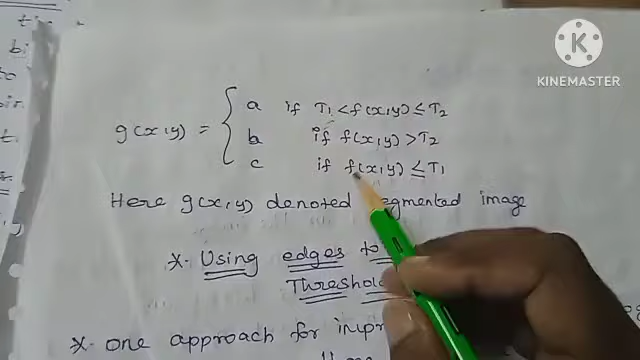 g(x,y) = { a if T₁ < f(x,y) ≤ T₂
b if f(x,y) > T₂
c if f(x,y) ≤ T₁
Here g(x,y) denoted segmented image
* Using edges to
Threshold
* one approach for impr
K
KINEMASTER